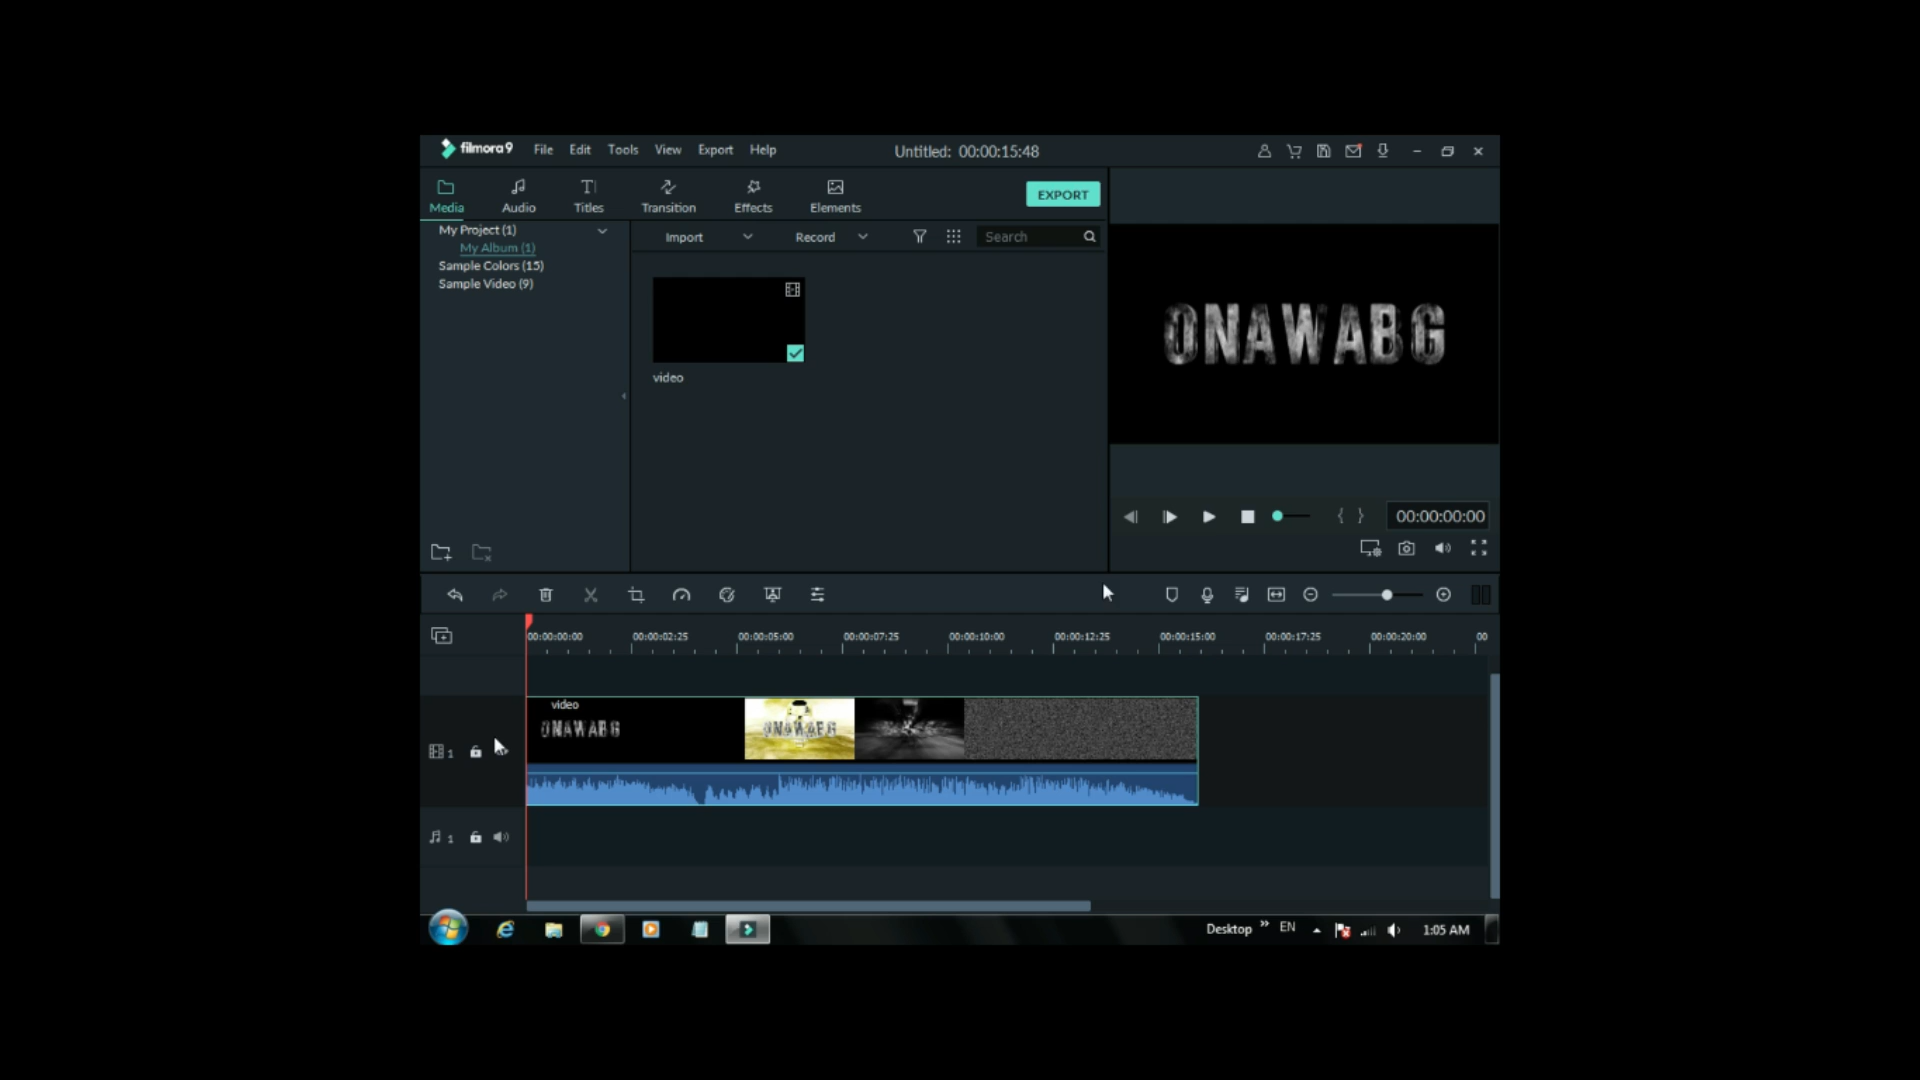 filmora9 File Edit Tools View Export Help Untitled: 00:00:15:48
Media Audio Titles Transition Effects Elements EXPORT
My Project (1)
My Album (1)
Sample Colors (15)
Sample Video (9)
Import Record Search
video
ONAWABG
{ } 00:00:00:00
00:00:00:00 00:00:02:25 00:00:05:00 00:00:07:25 00:00:10:00 00:00:12:25 00:00:15:00 00:00:17:25 00:00:20:00 00
video
ONAWABG ONAWABG
1
1
Desktop » EN 1:05 AM